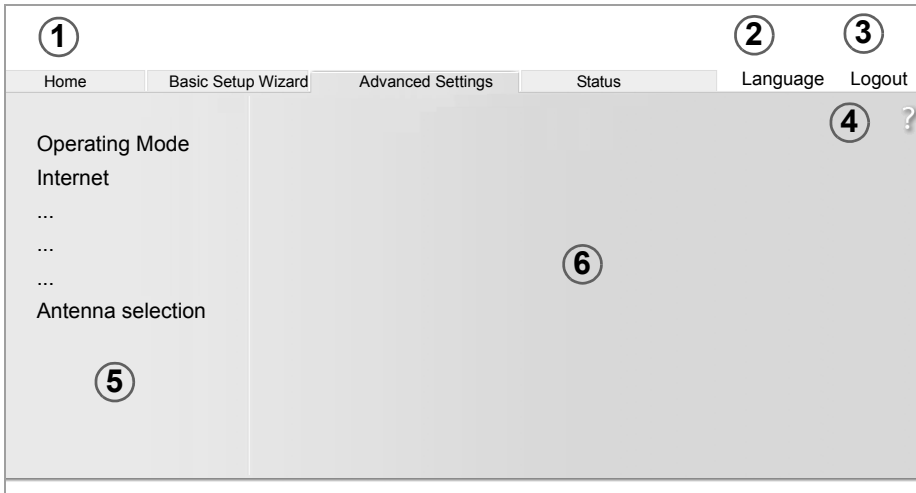 1 2 3
Home Basic Setup Wizard Advanced Settings Status Language Logout
4 ?
Operating Mode
Internet
...
...
6
...
Antenna selection
5